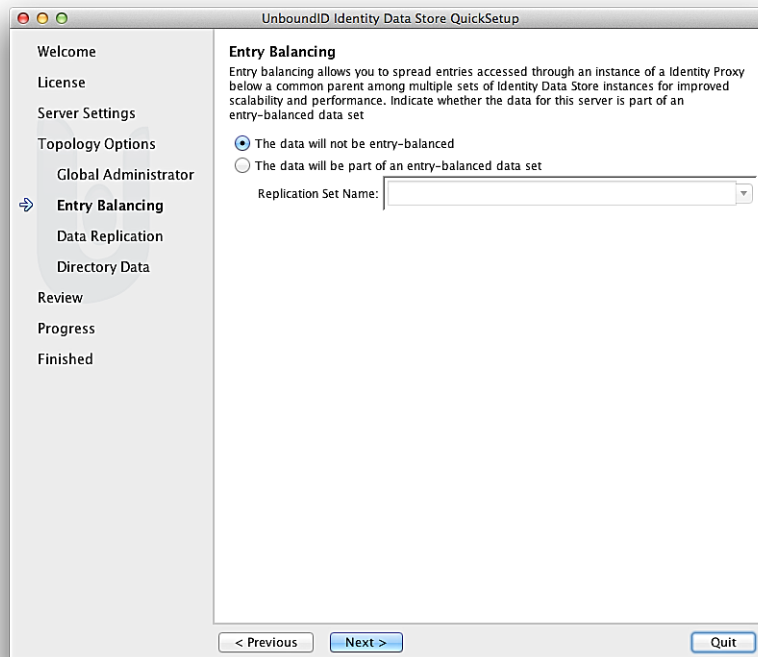 UnboundID Identity Data Store QuickSetup
Welcome
License
Server Settings
Topology Options
Global Administrator
Entry Balancing
Data Replication
Directory Data
Review
Progress
Finished
Entry Balancing
Entry balancing allows you to spread entries accessed through an instance of a Identity Proxy
below a common parent among multiple sets of Identity Data Store instances for improved
scalability and performance. Indicate whether the data for this server is part of an
entry-balanced data set
The data will not be entry-balanced
The data will be part of an entry-balanced data set
Replication Set Name:
< Previous
Next >
Quit